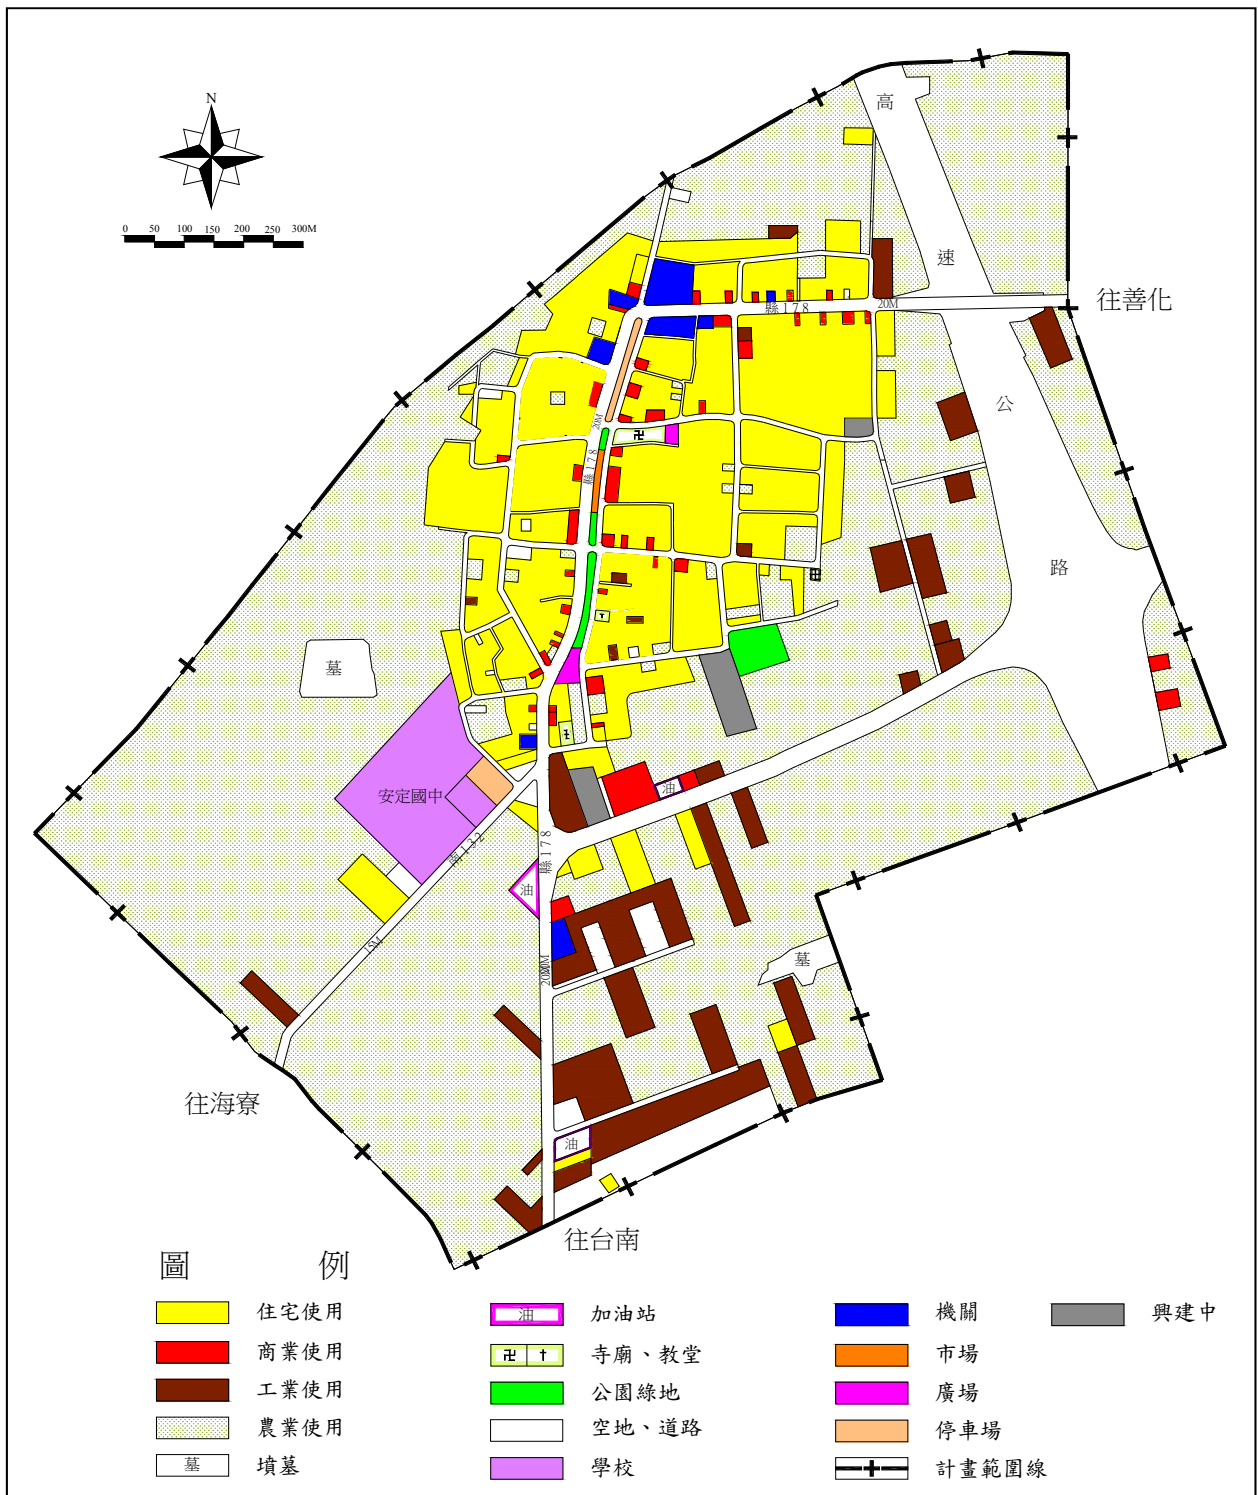 N
0 50 100 150 200 250 300M
高
速
公
路
往善化
縣178
20M
20M
縣178
墓
安定國中
南132
15M
油
縣178
油
20M
墓
往海寮
油
往台南
圖 例
住宅使用
商業使用
工業使用
農業使用
墓 墳墓
油 加油站
卍 † 寺廟、教堂
公園綠地
空地、道路
學校
機關
市場
廣場
停車場
計畫範圍線
興建中